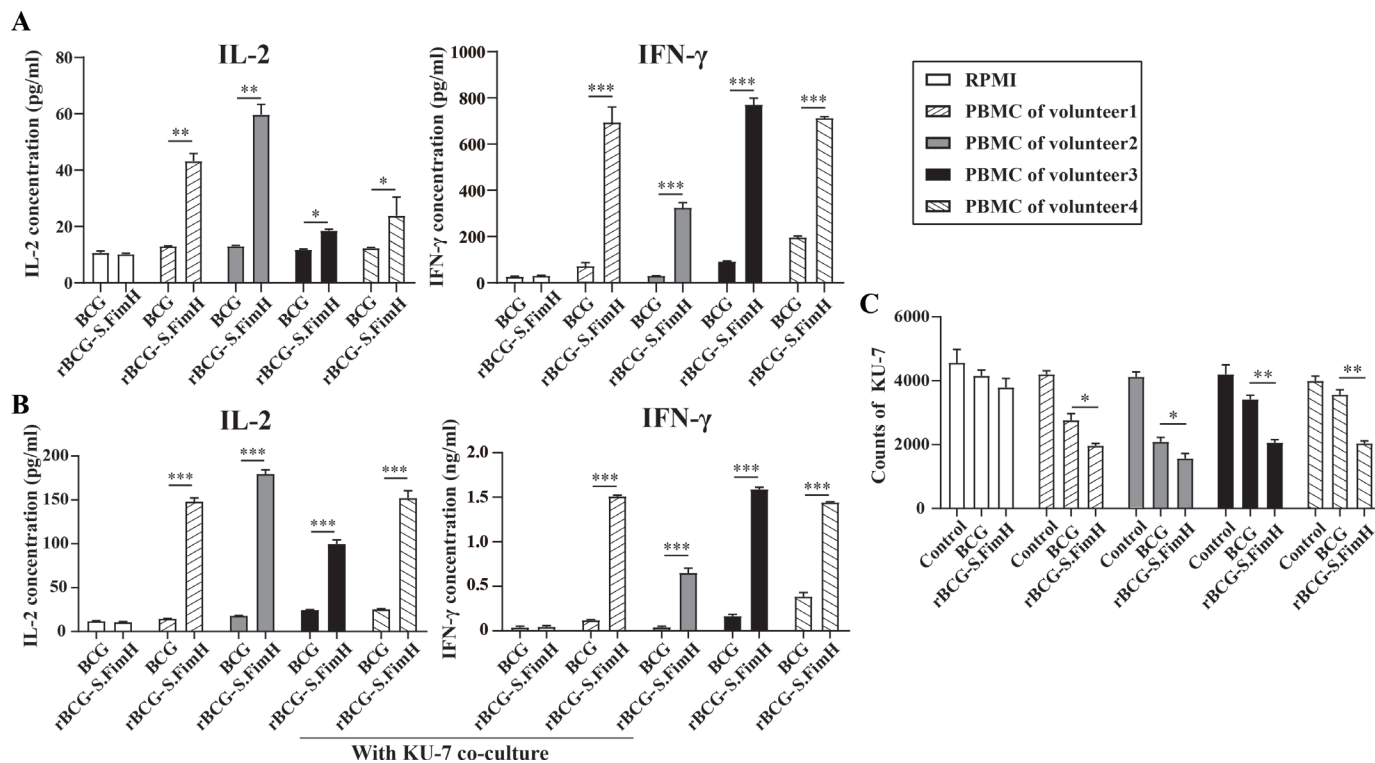 A
IL-2
IL-2 concentration (pg/ml)
80
60
40
20
0
** ** * *
BCG
rBCG- S.FimH
BCG
rBCG- S.FimH
BCG
rBCG- S.FimH
BCG
rBCG- S.FimH
BCG
rBCG- S.FimH
IFN-γ
IFN-γ concentration (pg/ml)
1000
800
600
400
200
0
*** *** *** ***
BCG
rBCG- S.FimH
BCG
rBCG- S.FimH
BCG
rBCG- S.FimH
BCG
rBCG- S.FimH
BCG
rBCG- S.FimH
RPMI
PBMC of volunteer1
PBMC of volunteer2
PBMC of volunteer3
PBMC of volunteer4
B
IL-2
IL-2 concentration (pg/ml)
200
150
100
50
0
*** *** *** ***
BCG
rBCG- S.FimH
BCG
rBCG- S.FimH
BCG
rBCG- S.FimH
BCG
rBCG- S.FimH
BCG
rBCG- S.FimH
IFN-γ
IFN-γ concentration (ng/ml)
2.0
1.5
1.0
0.5
0
*** *** *** ***
BCG
rBCG- S.FimH
BCG
rBCG- S.FimH
BCG
rBCG- S.FimH
BCG
rBCG- S.FimH
BCG
rBCG- S.FimH
With KU-7 co-culture
C
Counts of KU-7
6000
4000
2000
0
* * ** **
Control
BCG
rBCG-S.FimH
Control
BCG
rBCG-S.FimH
Control
BCG
rBCG-S.FimH
Control
BCG
rBCG-S.FimH
Control
BCG
rBCG-S.FimH